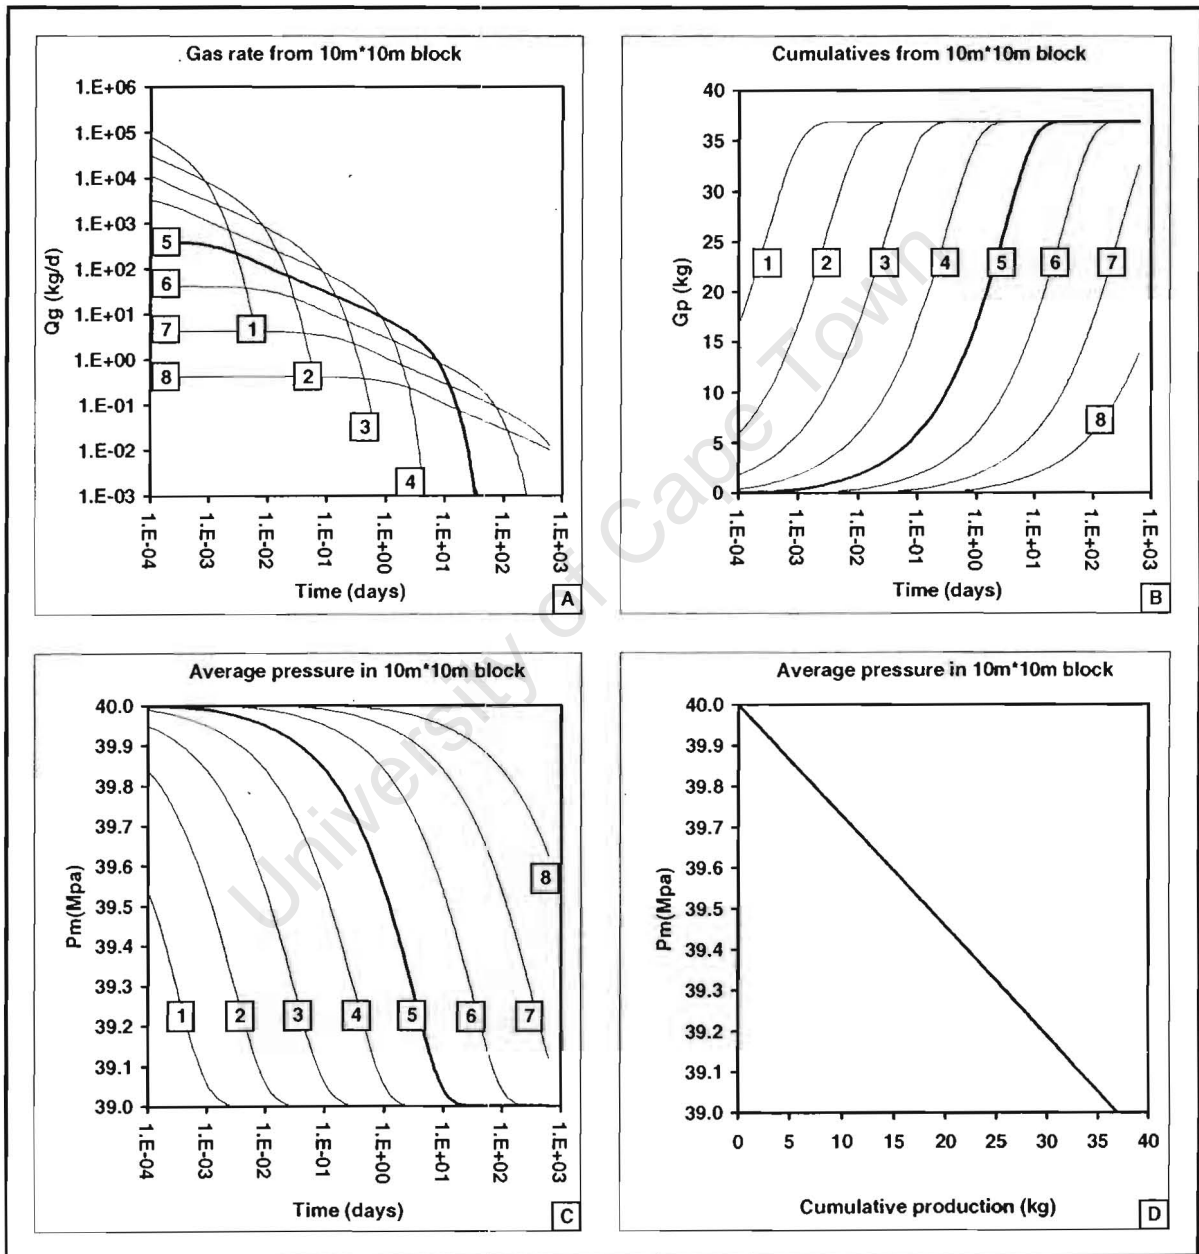 Gas rate from 10m*10m block
1.E+06
1.E+05
1.E+04
1.E+03
1.E+02
1.E+01
1.E+00
1.E-01
1.E-02
1.E-03
Qg (kg/d)
5
6
7
8
1
2
3
4
1.E-04
1.E-03
1.E-02
1.E-01
1.E+00
1.E+01
1.E+02
1.E+03
Time (days)
A
Cumulatives from 10m*10m block
40
35
30
25
20
15
10
5
0
Gp (kg)
1
2
3
4
5
6
7
8
1.E-04
1.E-03
1.E-02
1.E-01
1.E+00
1.E+01
1.E+02
1.E+03
Time (days)
B
Average pressure in 10m*10m block
40.0
39.9
39.8
39.7
39.6
39.5
39.4
39.3
39.2
39.1
39.0
Pm(Mpa)
1
2
3
4
5
6
7
8
1.E-04
1.E-03
1.E-02
1.E-01
1.E+00
1.E+01
1.E+02
1.E+03
Time (days)
C
Average pressure in 10m*10m block
40.0
39.9
39.8
39.7
39.6
39.5
39.4
39.3
39.2
39.1
39.0
Pm(Mpa)
0
5
10
15
20
25
30
35
40
Cumulative production (kg)
D
University of Cape Town